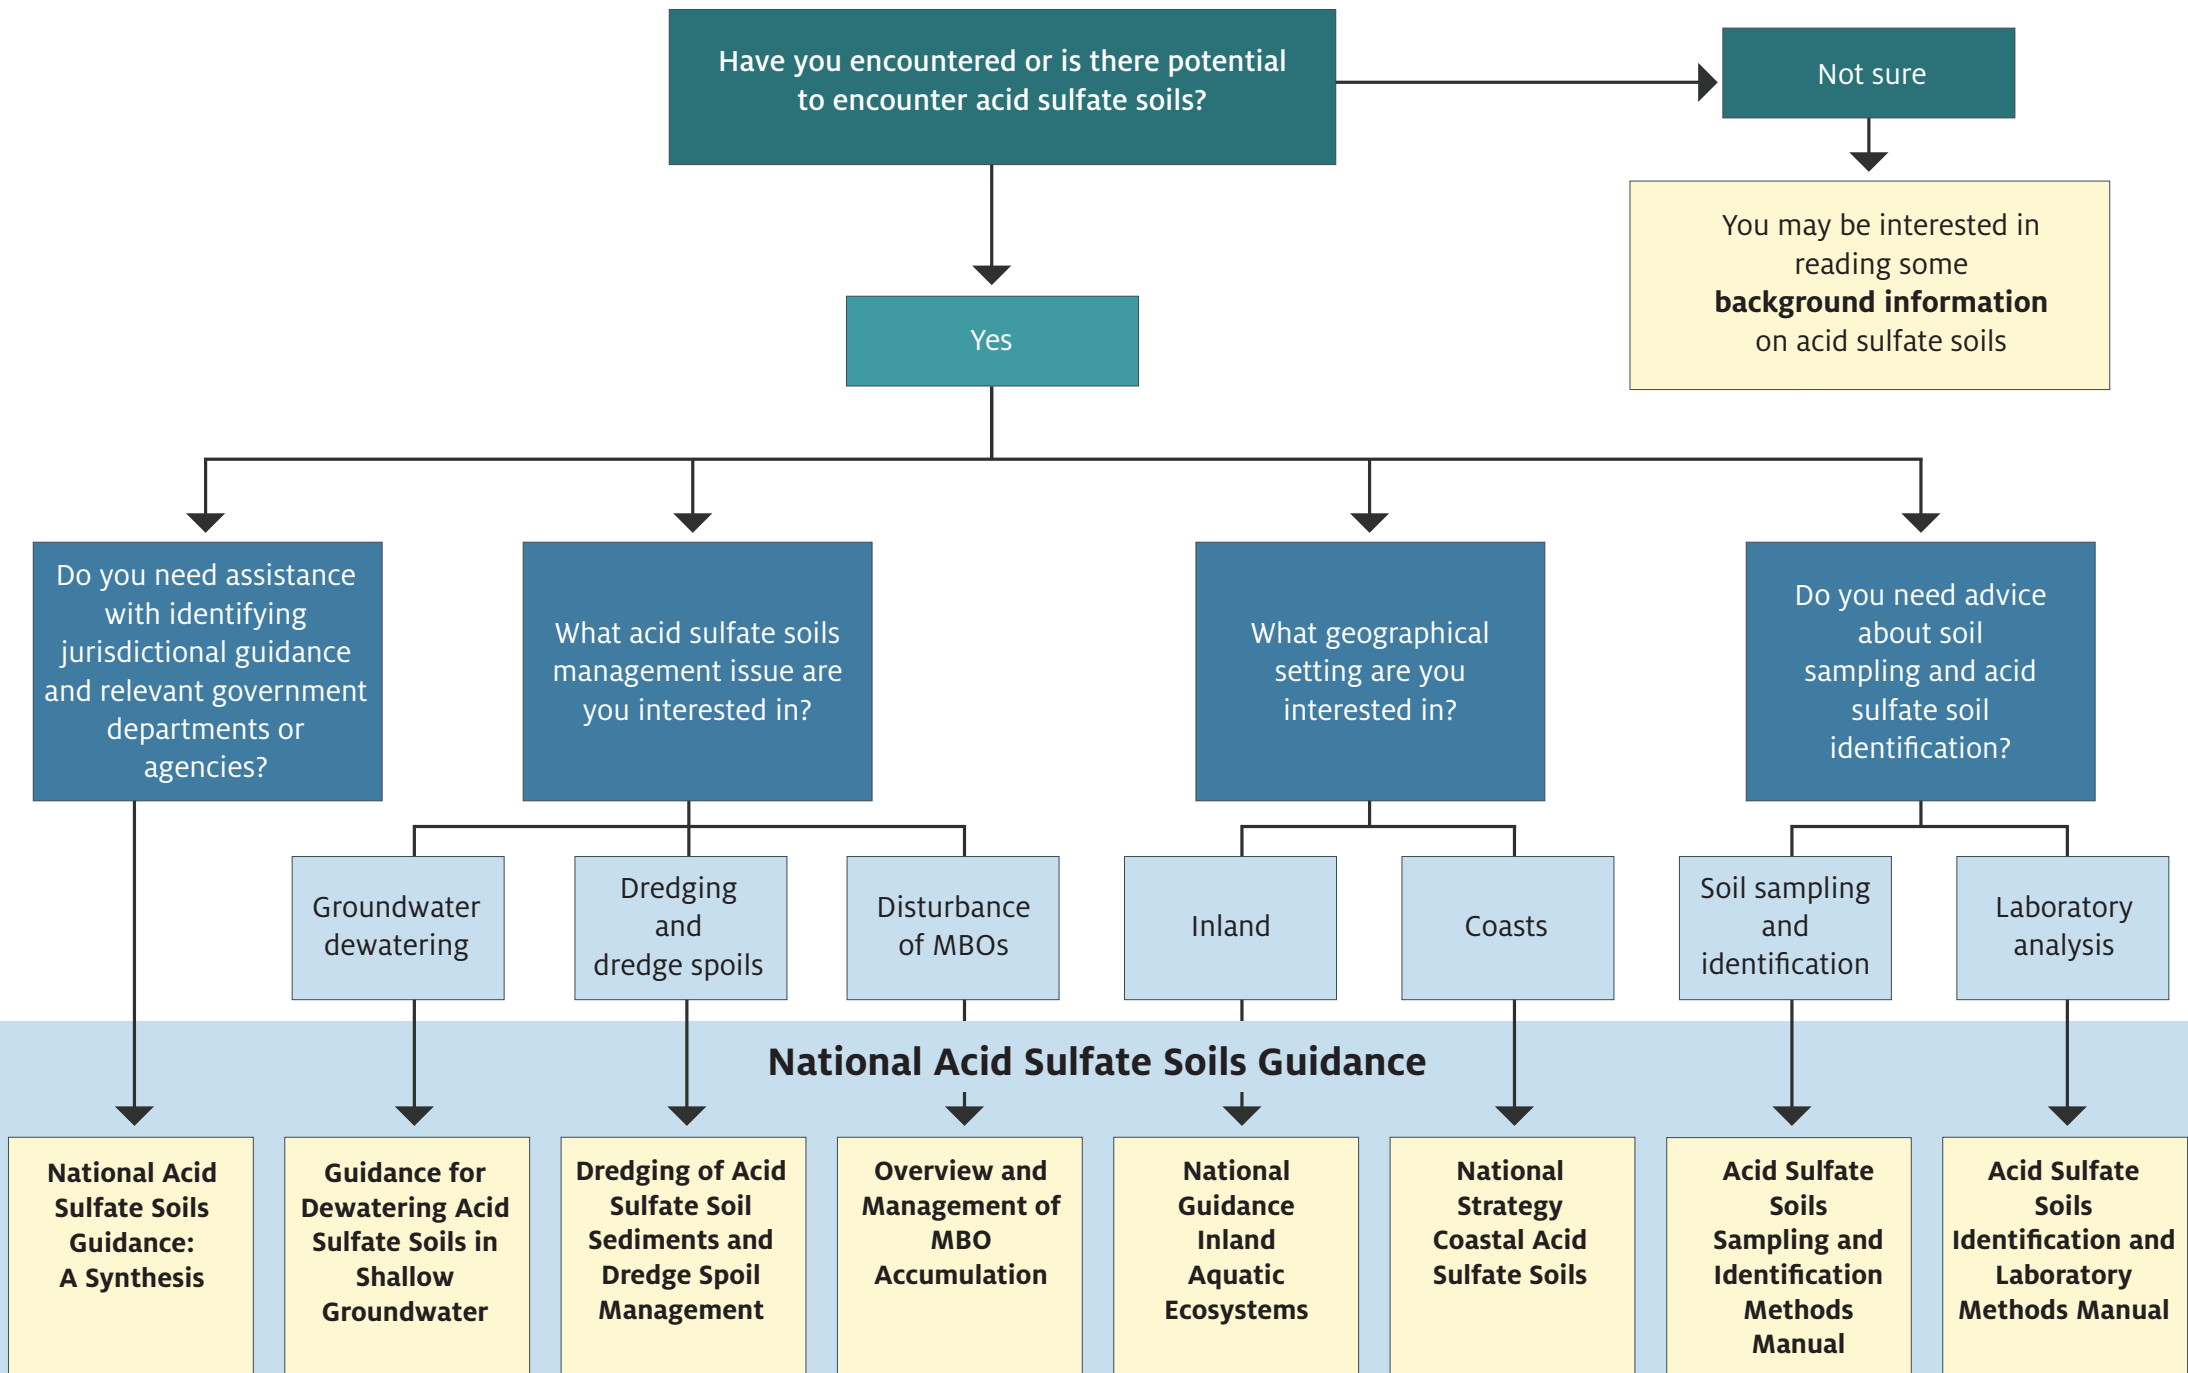 Have you encountered or is there potential
to encounter acid sulfate soils?
Not sure
You may be interested in
reading some
background information
on acid sulfate soils
Yes
Do you need assistance
with identifying
jurisdictional guidance
and relevant government
departments or
agencies?
What acid sulfate soils
management issue are
you interested in?
What geographical
setting are you
interested in?
Do you need advice
about soil
sampling and acid
sulfate soil
identification?
Groundwater
dewatering
Dredging
and
dredge spoils
Disturbance
of MBOs
Inland
Coasts
Soil sampling
and
identification
Laboratory
analysis
National Acid Sulfate Soils Guidance
National Acid
Sulfate Soils
Guidance:
A Synthesis
Guidance for
Dewatering Acid
Sulfate Soils in
Shallow
Groundwater
Dredging of Acid
Sulfate Soil
Sediments and
Dredge Spoil
Management
Overview and
Management of
MBO
Accumulation
National
Guidance
Inland
Aquatic
Ecosystems
National
Strategy
Coastal Acid
Sulfate Soils
Acid Sulfate
Soils
Sampling and
Identification
Methods
Manual
Acid Sulfate
Soils
Identification and
Laboratory
Methods Manual